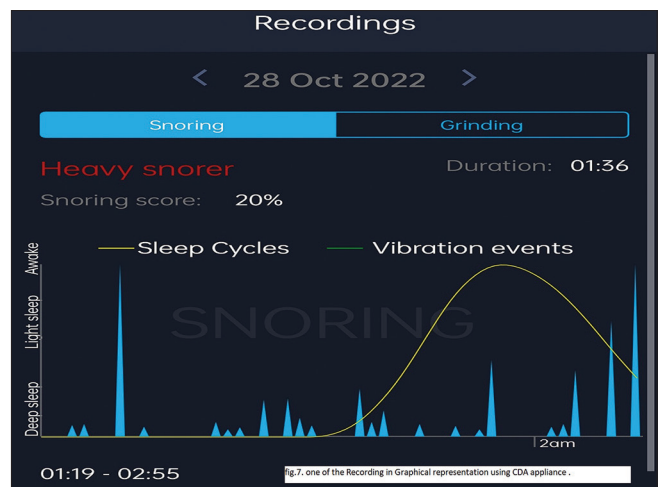 Recordings
28 Oct 2022
Snoring Grinding
Heavy snorer Duration: 01:36
Snoring score: 20%
Sleep Cycles Vibration events
Awake
Light sleep
Deep sleep
SNORING
2am
01:19 - 02:55
fig.7. one of the Recording in Graphical representation using CDA appliance .